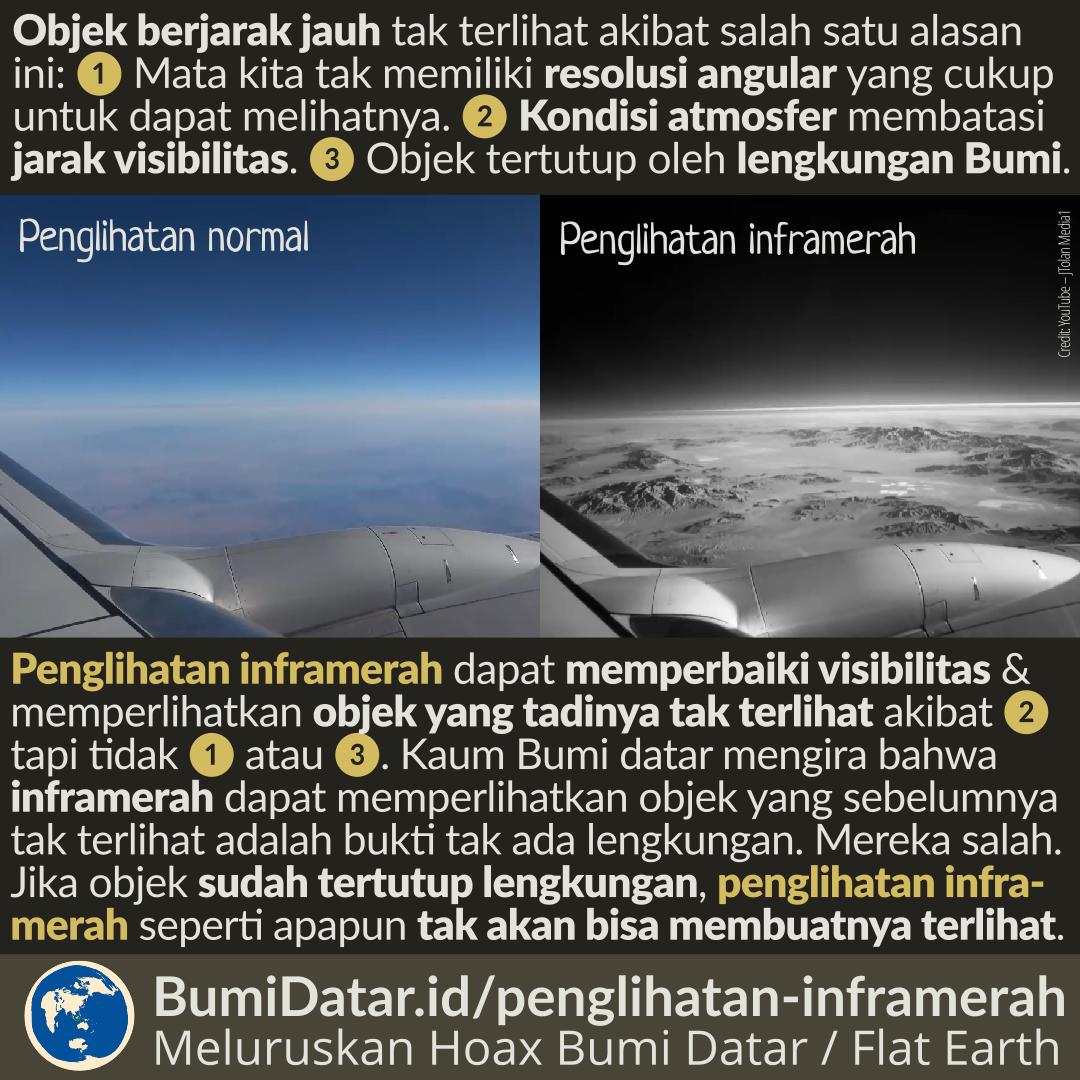 Objek berjarak jauh tak terlihat akibat salah satu alasan
ini: 1 Mata kita tak memiliki resolusi angular yang cukup
untuk dapat melihatnya. 2 Kondisi atmosfer membatasi
jarak visibilitas. 3 Objek tertutup oleh lengkungan Bumi.
Penglihatan normal
Penglihatan inframerah
Credit: YouTube – JTolan Media1
Penglihatan inframerah dapat memperbaiki visibilitas &
memperlihatkan objek yang tadinya tak terlihat akibat 2
tapi tidak 1 atau 3. Kaum Bumi datar mengira bahwa
inframerah dapat memperlihatkan objek yang sebelumnya
tak terlihat adalah bukti tak ada lengkungan. Mereka salah.
Jika objek sudah tertutup lengkungan, penglihatan infra-
merah seperti apapun tak akan bisa membuatnya terlihat.
BumiDatar.id/penglihatan-inframerah
Meluruskan Hoax Bumi Datar / Flat Earth